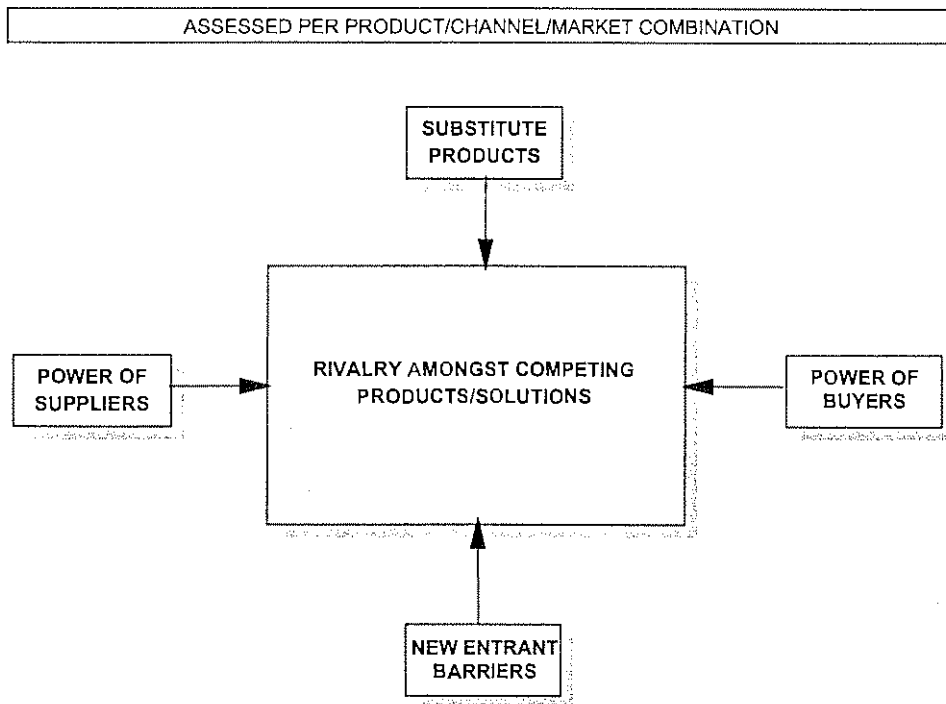 ASSESSED PER PRODUCT/CHANNEL/MARKET COMBINATION
SUBSTITUTE
PRODUCTS
RIVALRY AMONGST COMPETING
PRODUCTS/SOLUTIONS
POWER OF
SUPPLIERS
POWER OF
BUYERS
NEW ENTRANT
BARRIERS